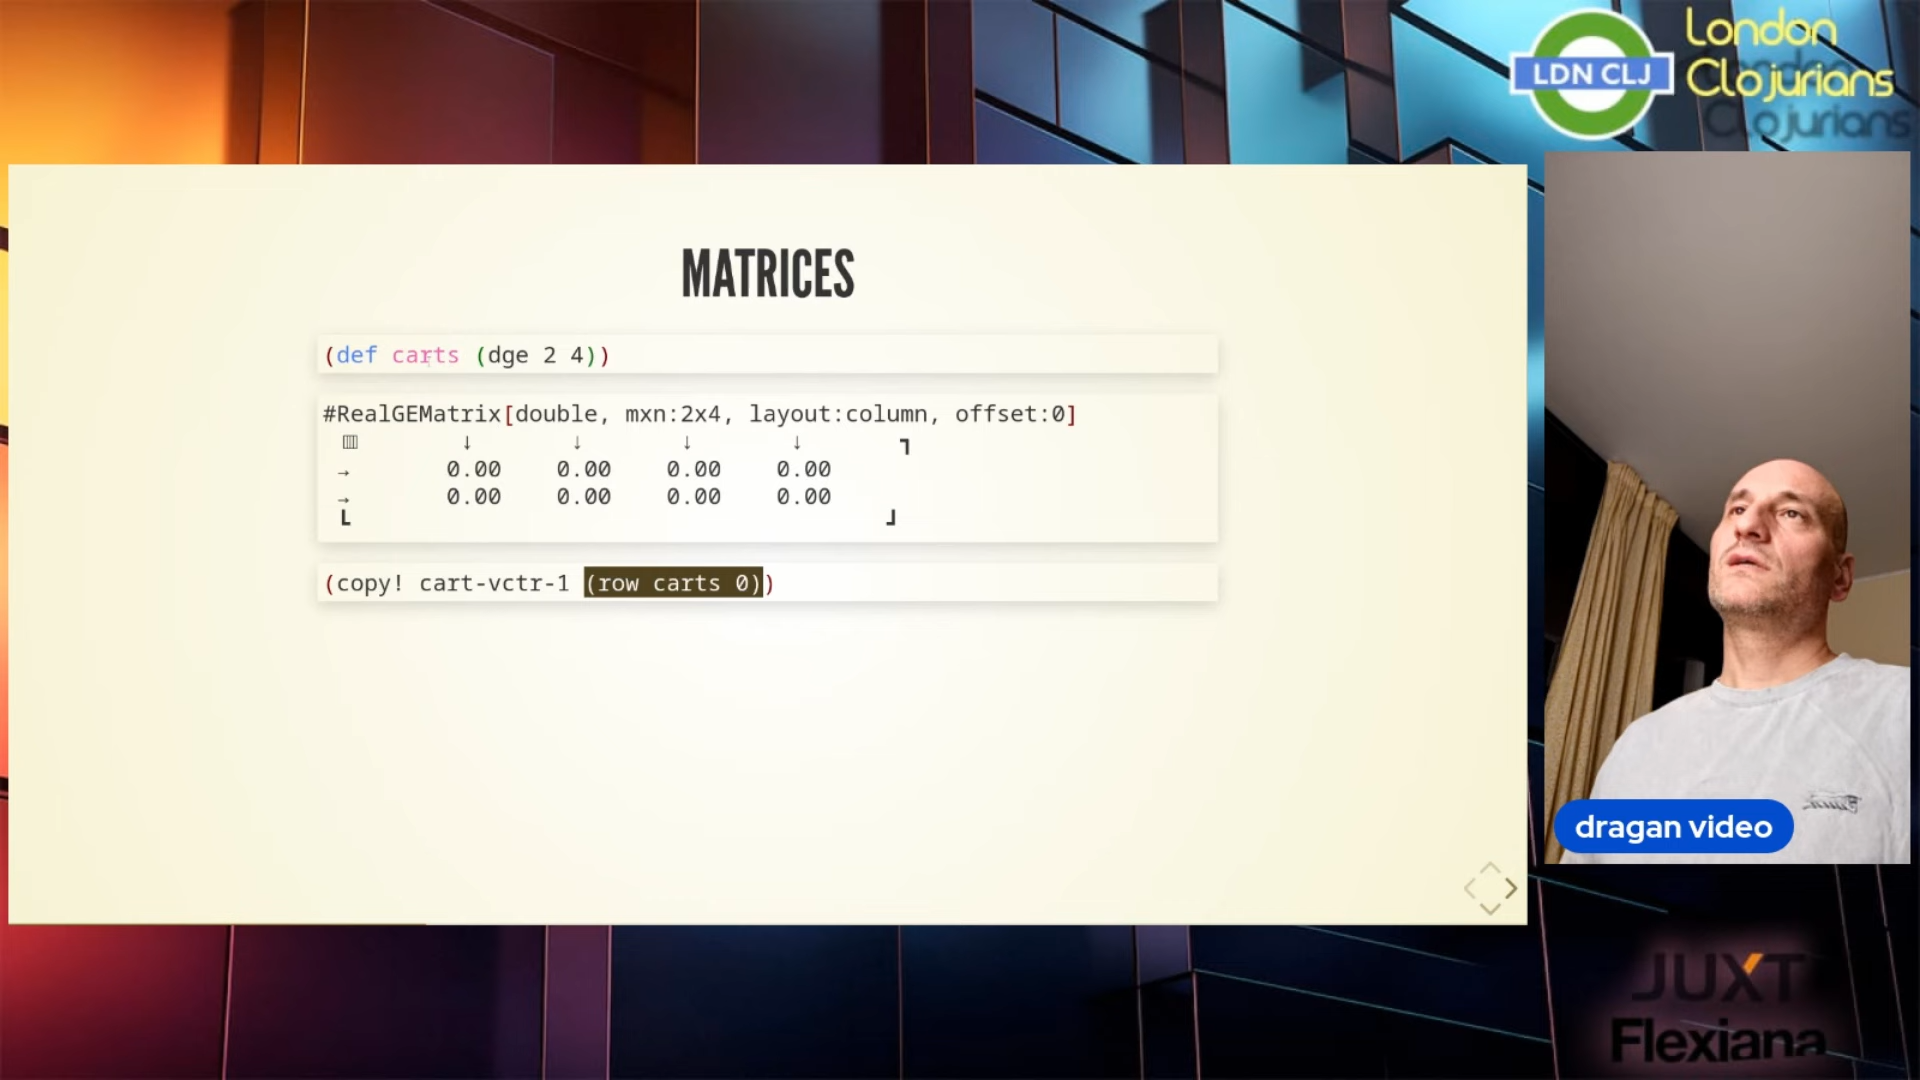 London
Clojurians
LDN CLJ
MATRICES
(def carts (dge 2 4))
#RealGEMatrix[double, mxn:2x4, layout:column, offset:0]
▥ ↓ ↓ ↓ ↓ ┓
→ 0.00 0.00 0.00 0.00
→ 0.00 0.00 0.00 0.00
┗ ┛
(copy! cart-vctr-1 (row carts 0))
dragan video
JUXT
Flexiana